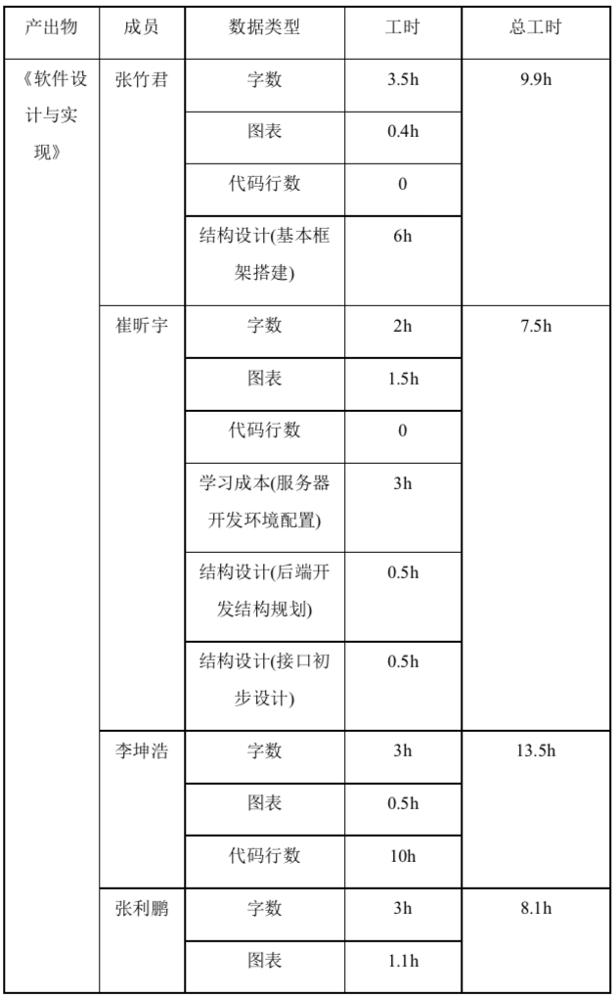 产出物 成员 数据类型 工时 总工时
《软件设 张竹君 字数 3.5h 9.9h
计与实
现》
图表 0.4h
代码行数 0
结构设计(基本框 6h
架搭建)
崔昕宇 字数 2h 7.5h
图表 1.5h
代码行数 0
学习成本(服务器 3h
开发环境配置)
结构设计(后端开 0.5h
发结构规划)
结构设计(接口初 0.5h
步设计)
李坤浩 字数 3h 13.5h
图表 0.5h
代码行数 10h
张利鹏 字数 3h 8.1h
图表 1.1h